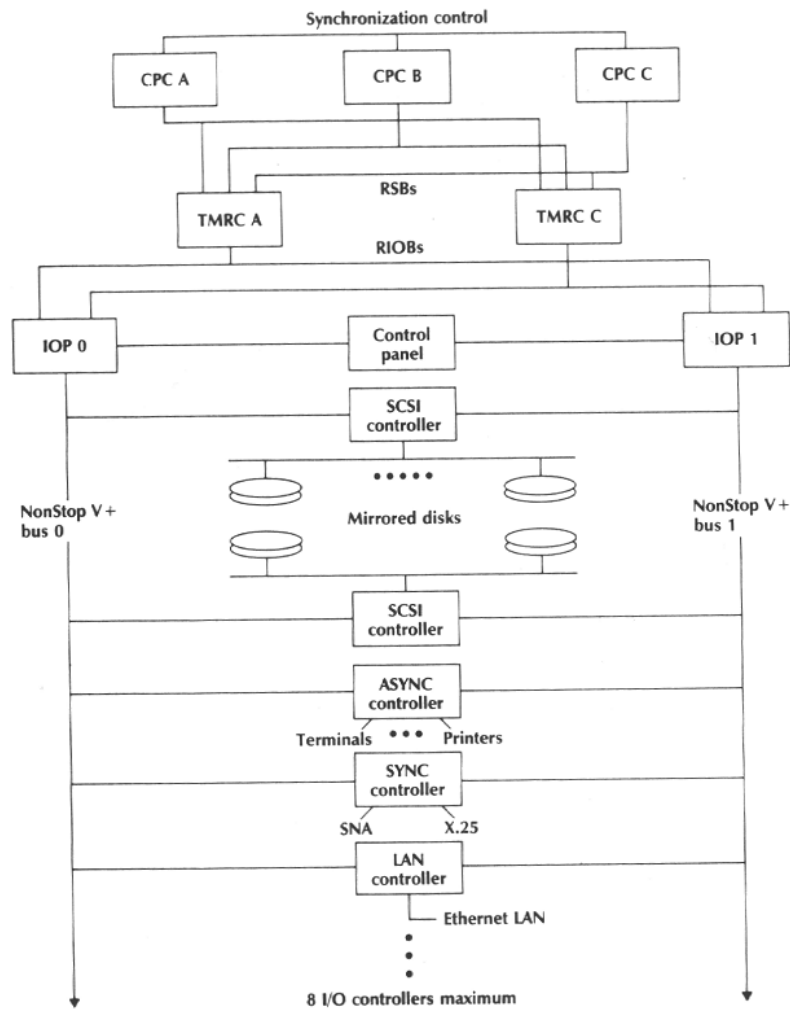 Synchronization control
CPC A
CPC B
CPC C
RSBs
TMRC A
TMRC C
RIOBs
IOP 0
Control
panel
IOP 1
SCSI
controller
NonStop V+
bus 0
Mirrored disks
NonStop V+
bus 1
SCSI
controller
ASYNC
controller
Terminals
Printers
SYNC
controller
SNA
X.25
LAN
controller
Ethernet LAN
8 I/O controllers maximum